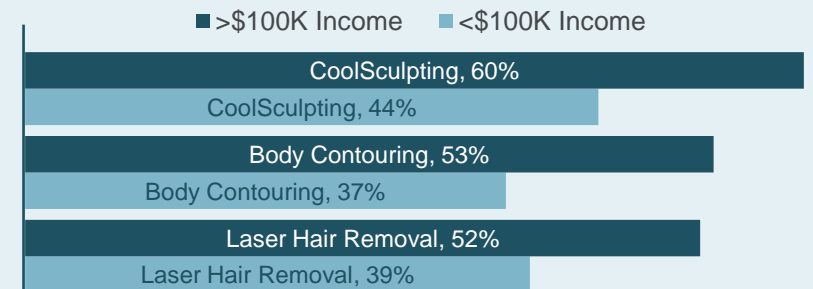 >$100K Income <$100K Income
CoolSculpting, 60%
CoolSculpting, 44%
Body Contouring, 53%
Body Contouring, 37%
Laser Hair Removal, 52%
Laser Hair Removal, 39%